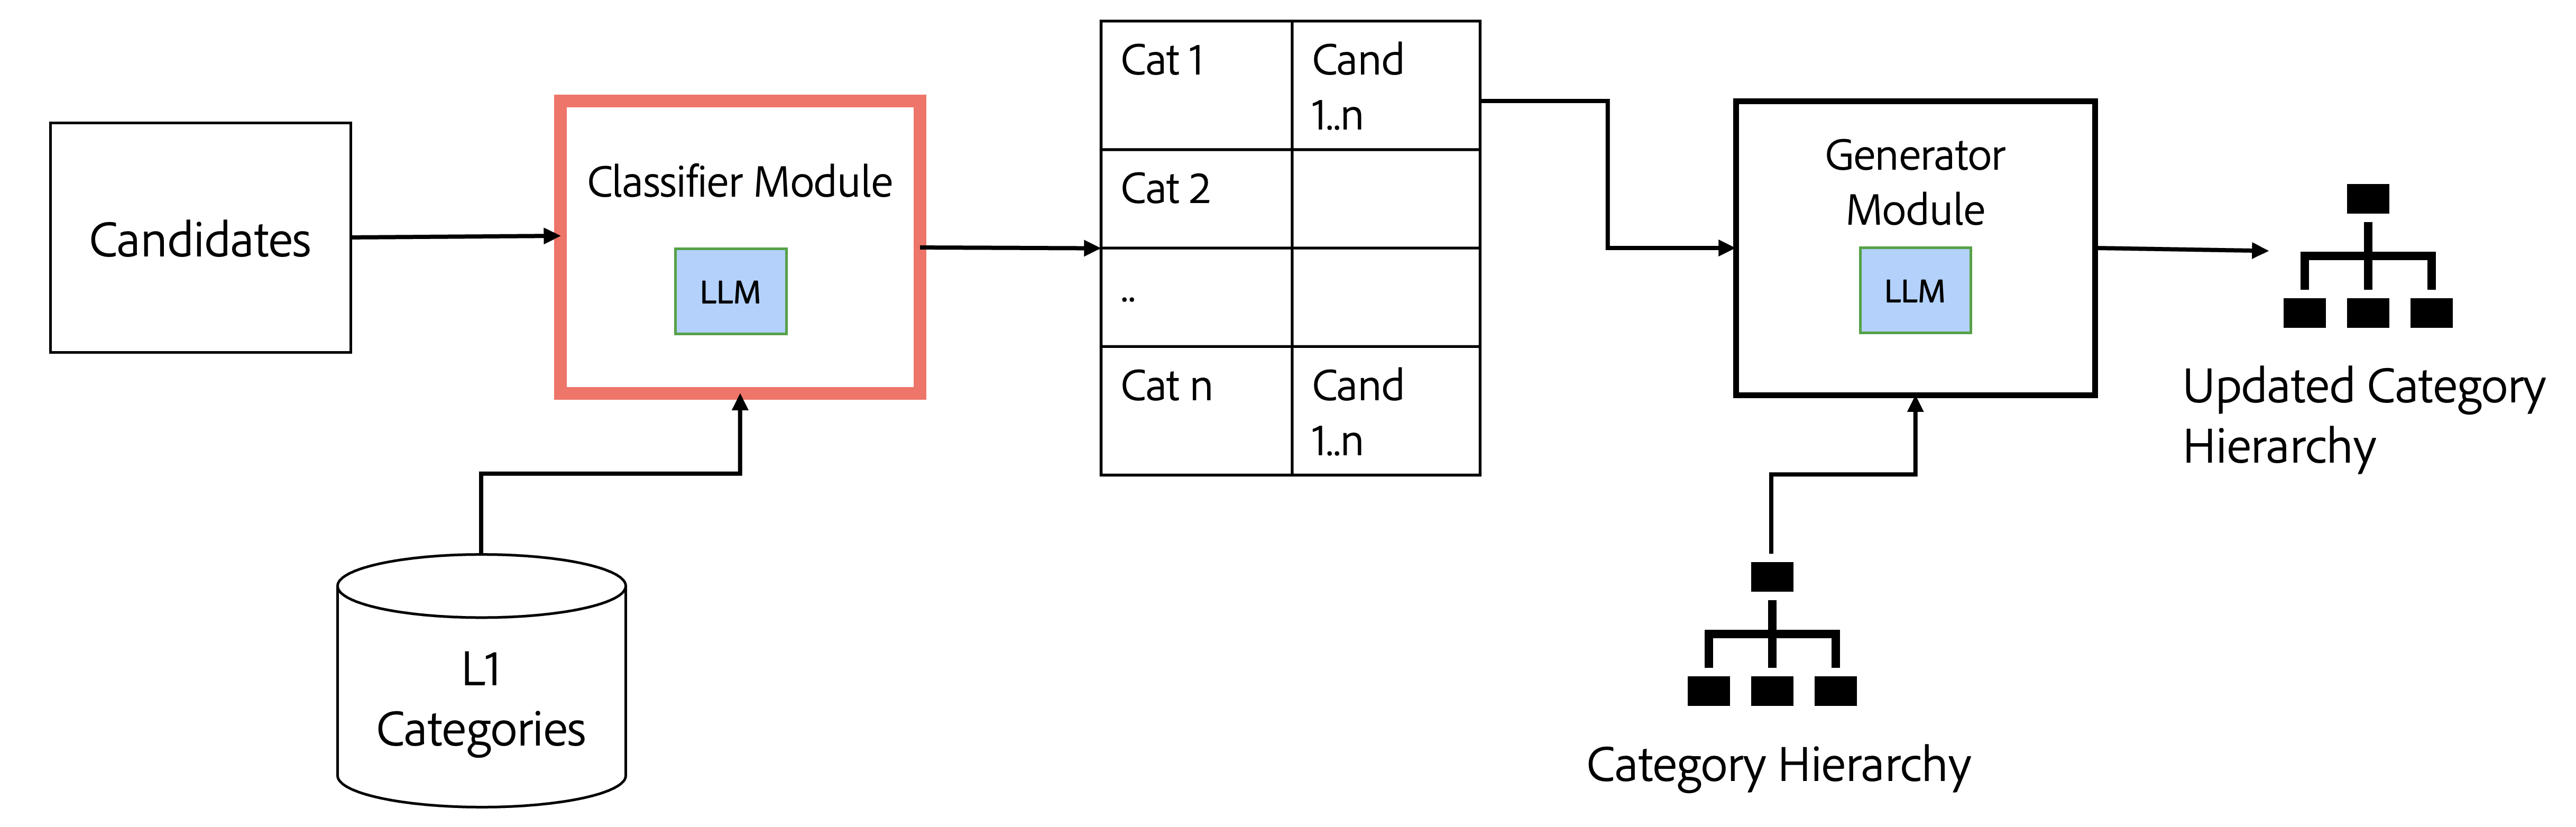 Candidates
Classifier Module
LLM
L1
Categories
Cat 1
Cand
1..n
Cat 2
..
Cat n
Cand
1..n
Generator
Module
LLM
Category Hierarchy
Updated Category
Hierarchy